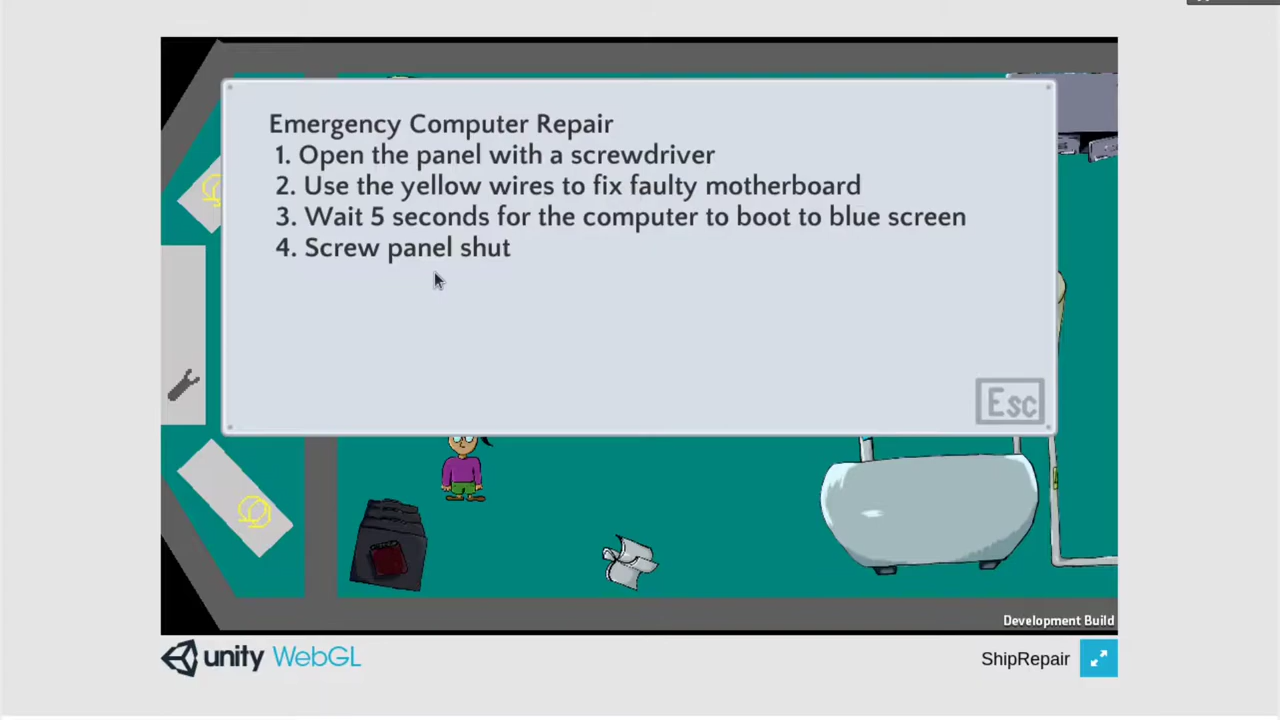 Emergency Computer Repair
1. Open the panel with a screwdriver
2. Use the yellow wires to fix faulty motherboard
3. Wait 5 seconds for the computer to boot to blue screen
4. Screw panel shut
Esc
Development Build
unity WebGL
ShipRepair